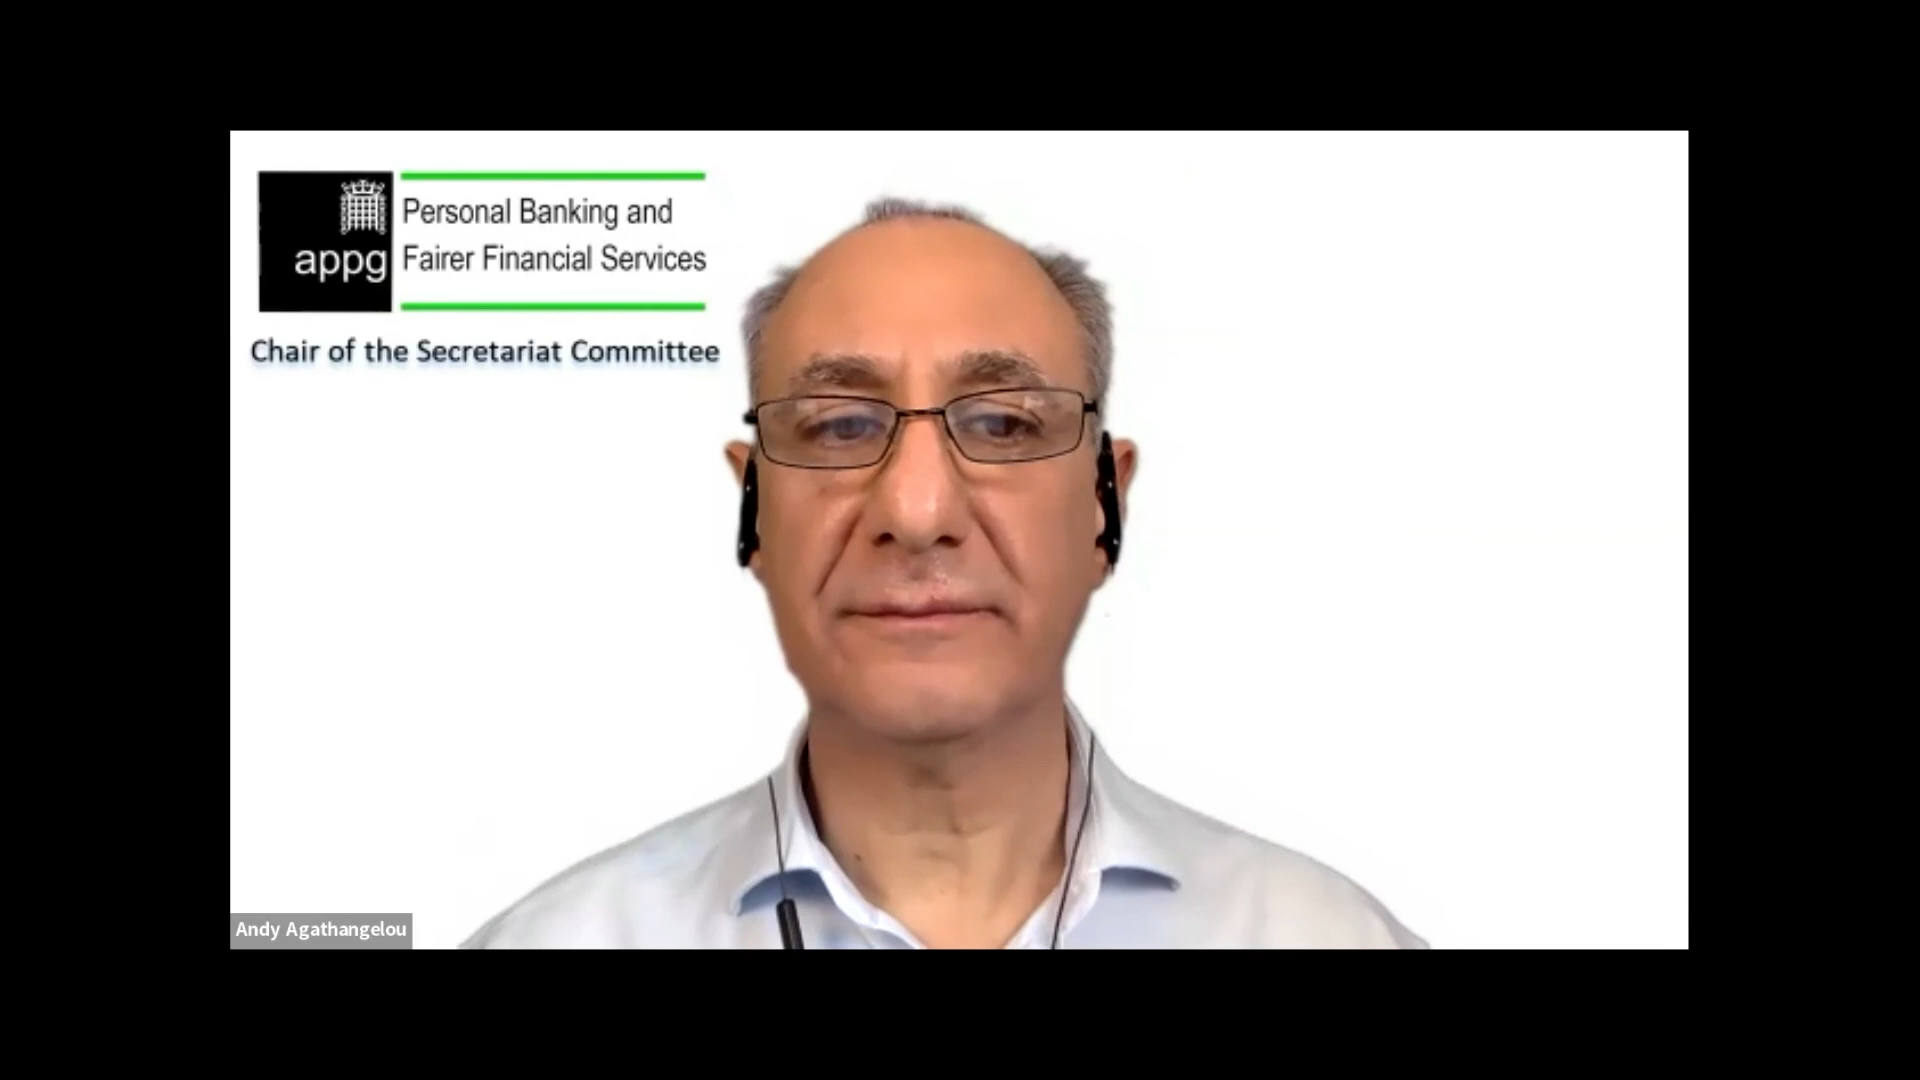 appg
Personal Banking and
Fairer Financial Services
Chair of the Secretariat Committee
Andy Agathangelou